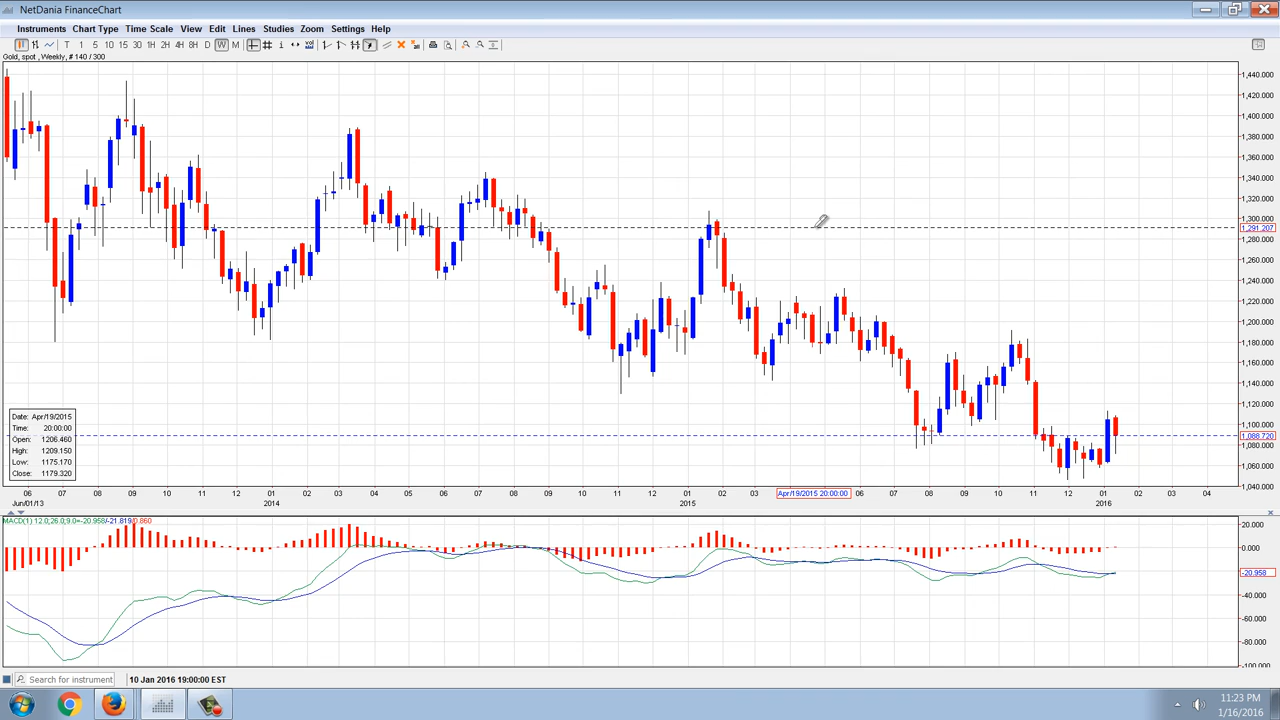 NetDania FinanceChart
Instruments Chart Type Time Scale View Edit Lines Studies Zoom Settings Help
T 1 5 10 15 30 1H 2H 4H 8H D W M
Gold, spot , Weekly, # 140 / 300
1,440.000
1,420.000
1,400.000
1,380.000
1,360.000
1,340.000
1,320.000
1,300.000
1,291.207
1,280.000
1,260.000
1,240.000
1,220.000
1,200.000
1,180.000
1,160.000
1,140.000
1,120.000
1,100.000
1,088.720
1,080.000
1,060.000
1,040.000
Date: Apr/19/2015
Time: 20:00:00
Open: 1206.460
High: 1209.150
Low: 1175.170
Close: 1179.320
06 07 08 09 10 11 12 01 02 03 04 05 06 07 08 09 10 11 12 01 02 03 Apr/19/2015 20:00:00 06 07 08 09 10 11 12 01 02 03 04
Jun/01/13 2014 2015 2016
MACD(1) 12.0;26.0;9.0=-20.958/-21.819/0.860
20.000
0.000
-20.958
-40.000
-60.000
-80.000
-100.000
Search for instrument 10 Jan 2016 19:00:00 EST
11:23 PM
1/16/2016